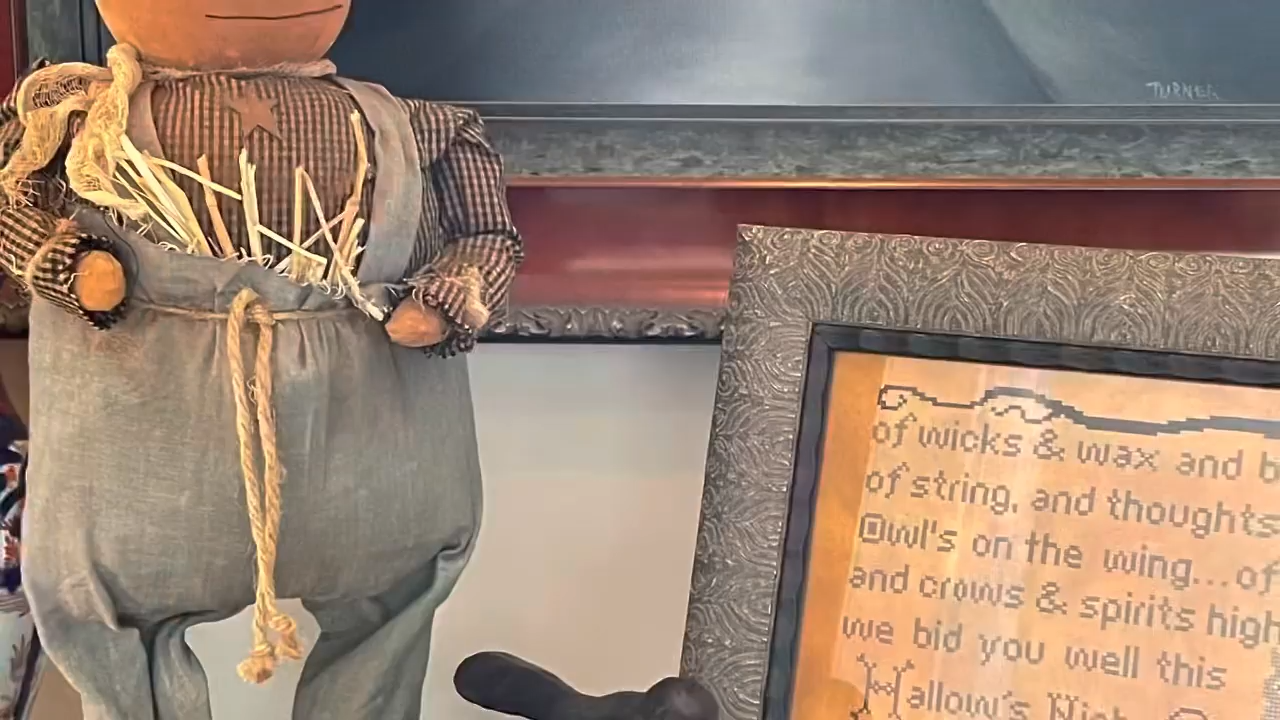 TURNER
of wicks & wax and b
of string, and thoughts
Owl's on the wing...of
and crows & spirits high
we bid you well this
Hallow's